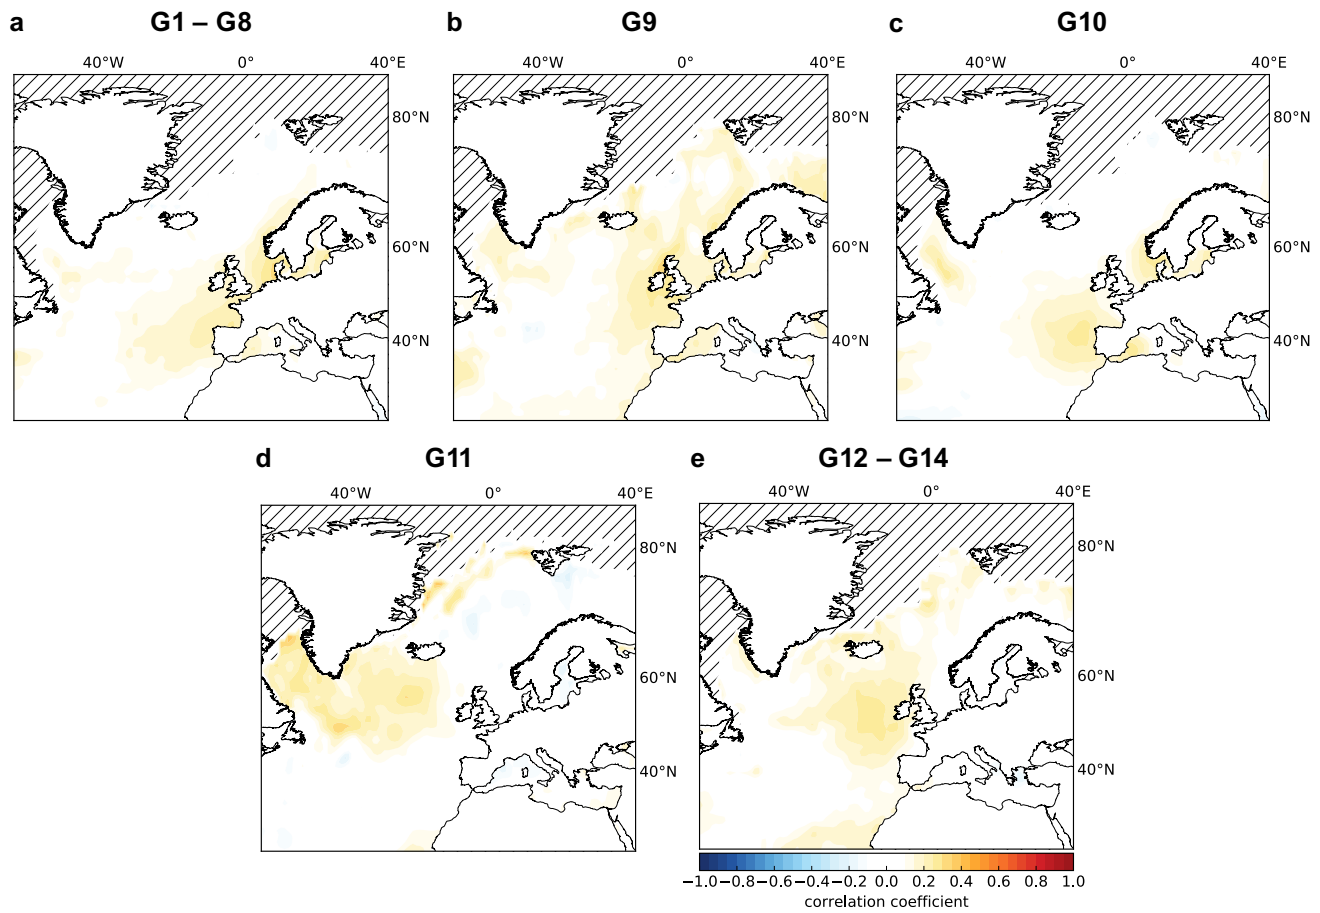 a G1 – G8 b G9 c G10
40°W 0° 40°E 40°W 0° 40°E 40°W 0° 40°E
80°N 80°N 80°N
60°N 60°N 60°N
40°N 40°N 40°N
d G11 e G12 – G14
40°W 0° 40°E 40°W 0° 40°E
80°N 80°N
60°N 60°N
40°N 40°N
−1.0 −0.8 −0.6 −0.4 −0.2 0.0 0.2 0.4 0.6 0.8 1.0
correlation coefficient